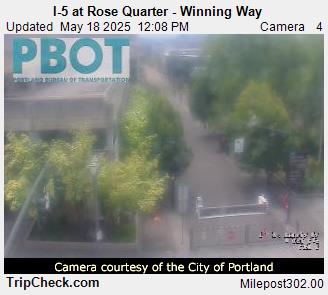 I-5 at Rose Quarter - Winning Way
Updated May 18 2025 12:08 PM Camera 4
PBOT
PORTLAND BUREAU OF TRANSPORTATION
Camera courtesy of the City of Portland
TripCheck.com Milepost302.00